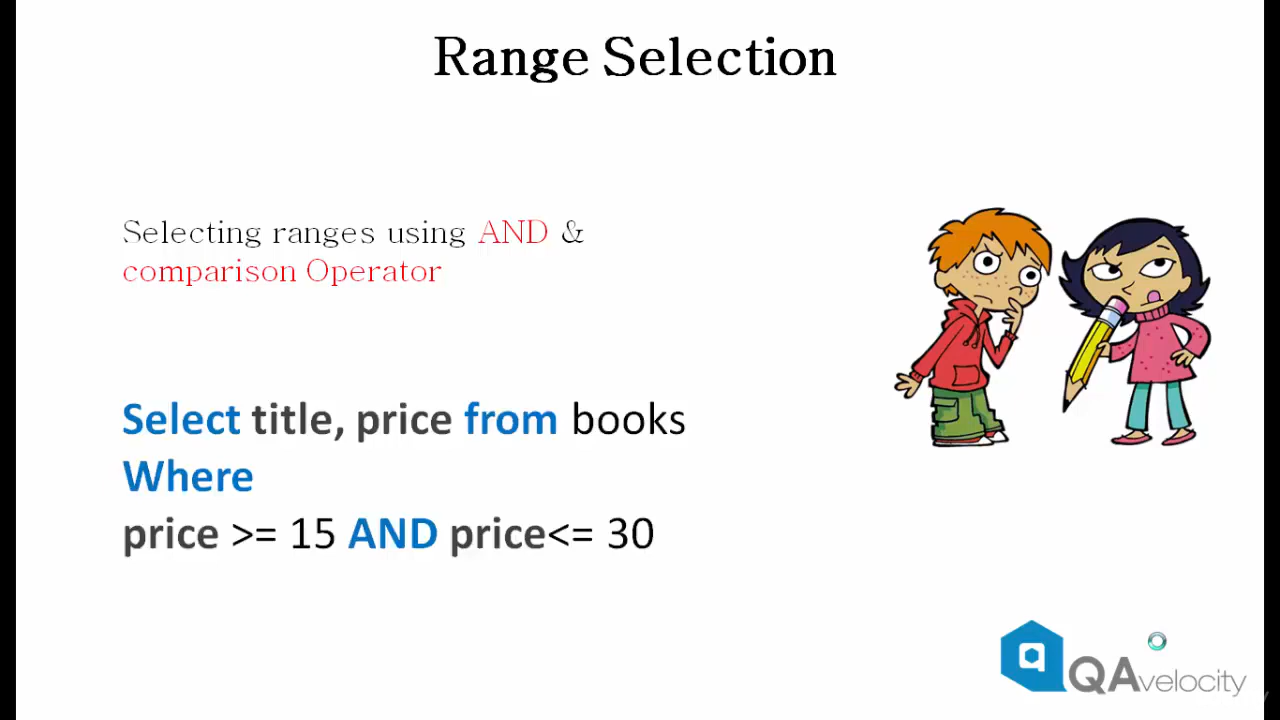 Range Selection
Selecting ranges using AND &
comparison Operator
Select title, price from books
Where
price >= 15 AND price<= 30
q QAvelocity